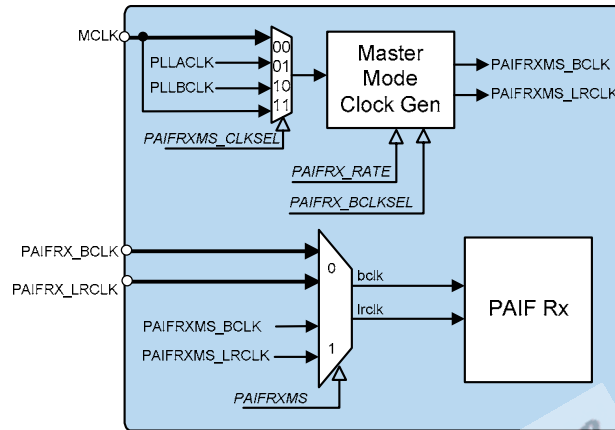 MCLK
00
Master
Mode
Clock Gen
PAIFRXMS_BCLK
PLLACLK
01
PLLBCLK
10
PAIFRXMS_LRCLK
11
PAIFRXMS_CLKSEL
PAIFRX_RATE
PAIFRX_BCLKSEL
PAIFRX_BCLK
0
bclk
PAIFRX_LRCLK
PAIF Rx
lrclk
PAIFRXMS_BCLK
1
PAIFRXMS_LRCLK
PAIFRXMS